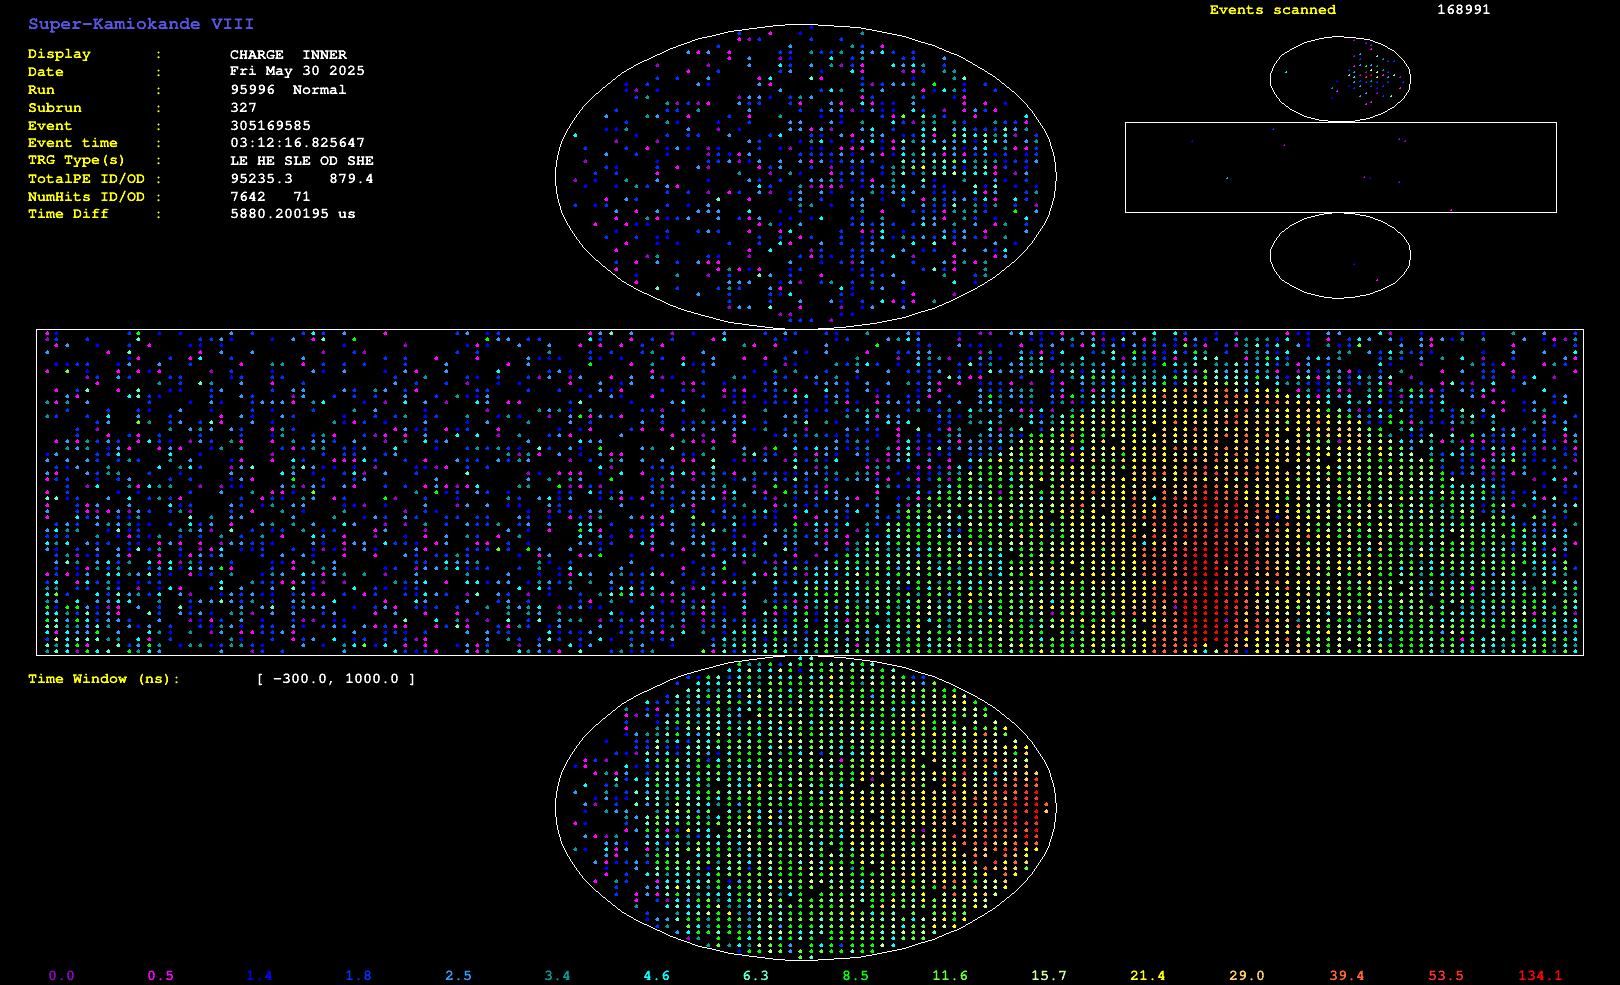 Super-Kamiokande VIII
Events scanned 168991
Display : CHARGE INNER
Date : Fri May 30 2025
Run : 95996 Normal
Subrun : 327
Event : 305169585
Event time : 03:12:16.825647
TRG Type(s) : LE HE SLE OD SHE
TotalPE ID/OD : 95235.3 879.4
NumHits ID/OD : 7642 71
Time Diff : 5880.200195 us
Time Window (ns): [ -300.0, 1000.0 ]
0.0 0.5 1.4 1.8 2.5 3.4 4.6 6.3 8.5 11.6 15.7 21.4 29.0 39.4 53.5 134.1